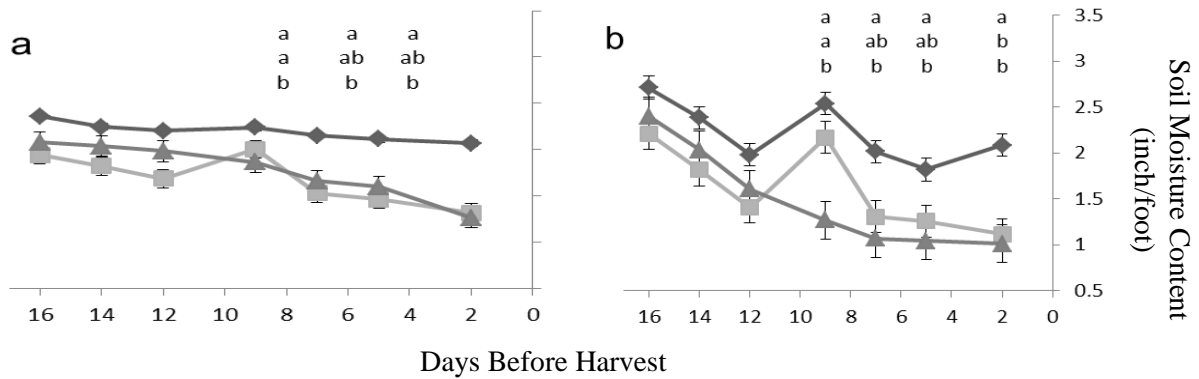 a
a a a
a ab ab
b b b
16 14 12 10 8 6 4 2 0
b
a a a a
a ab ab b
b b b b
3.5
3
2.5
2
1.5
1
0.5
16 14 12 10 8 6 4 2 0
Soil Moisture Content
(inch/foot)
Days Before Harvest